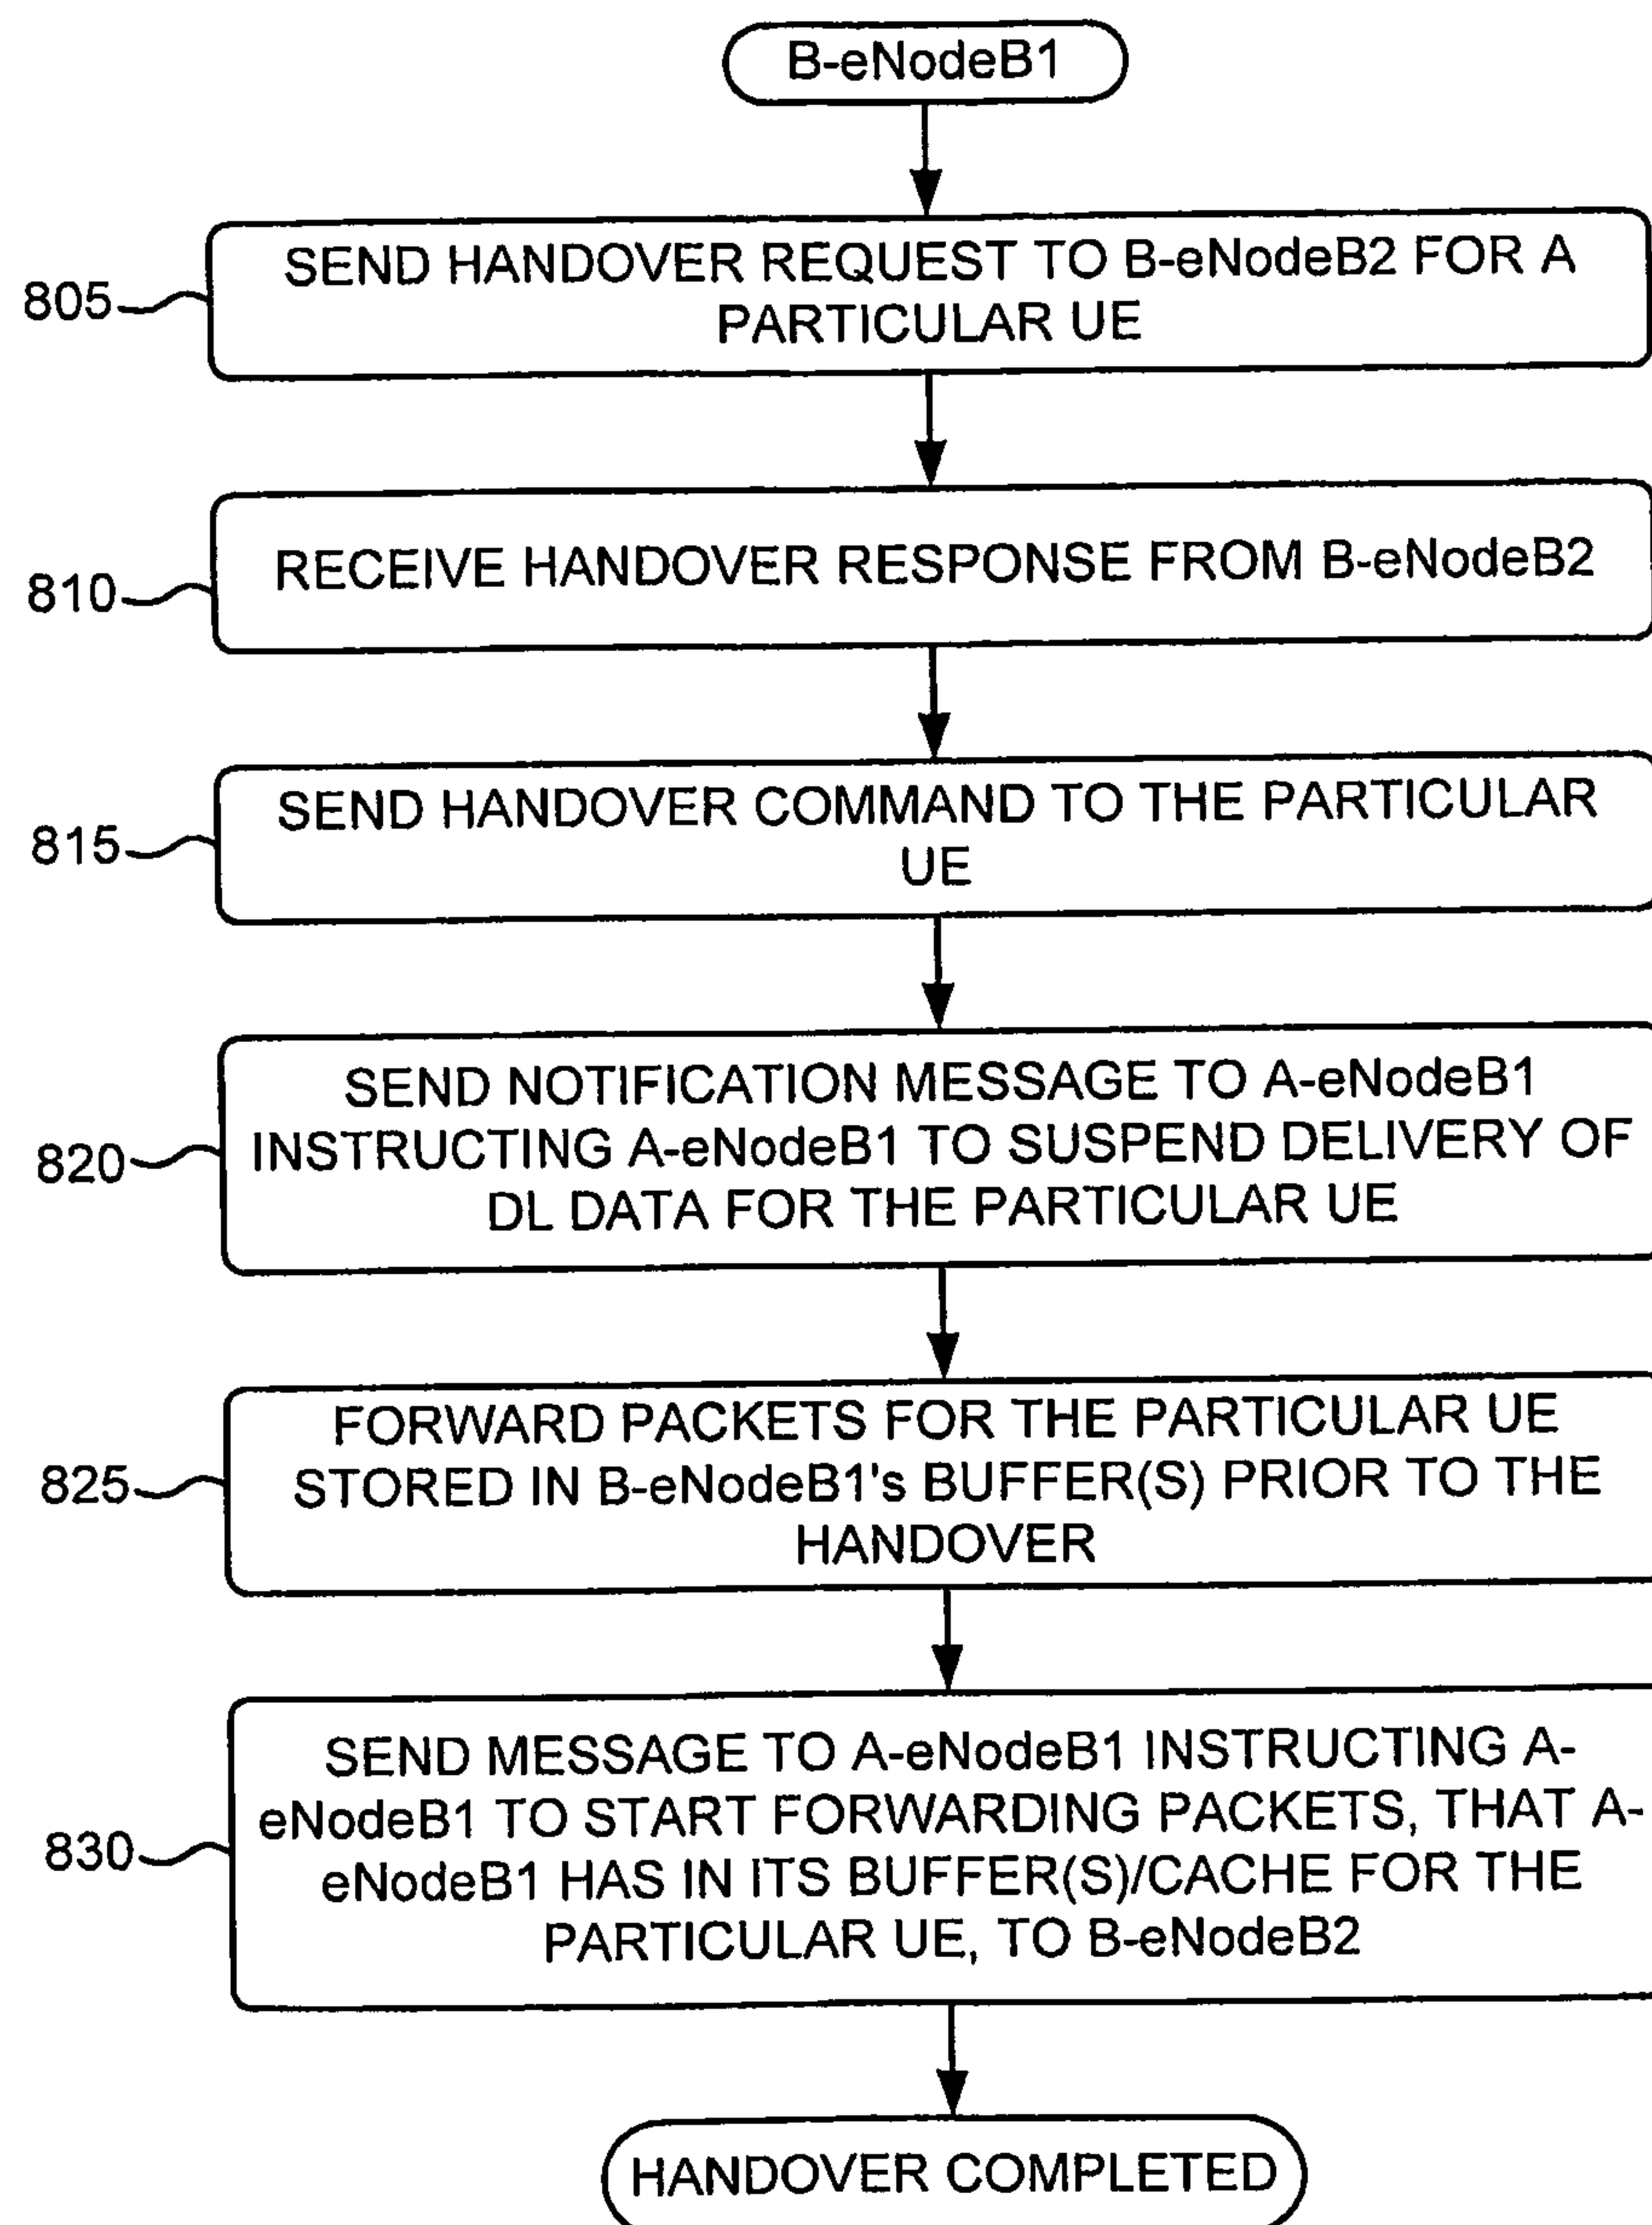 B-eNodeB1
805
SEND HANDOVER REQUEST TO B-eNodeB2 FOR A
PARTICULAR UE
810
RECEIVE HANDOVER RESPONSE FROM B-eNodeB2
815
SEND HANDOVER COMMAND TO THE PARTICULAR
UE
820
SEND NOTIFICATION MESSAGE TO A-eNodeB1
INSTRUCTING A-eNodeB1 TO SUSPEND DELIVERY OF
DL DATA FOR THE PARTICULAR UE
825
FORWARD PACKETS FOR THE PARTICULAR UE
STORED IN B-eNodeB1's BUFFER(S) PRIOR TO THE
HANDOVER
830
SEND MESSAGE TO A-eNodeB1 INSTRUCTING A-
eNodeB1 TO START FORWARDING PACKETS, THAT A-
eNodeB1 HAS IN ITS BUFFER(S)/CACHE FOR THE
PARTICULAR UE, TO B-eNodeB2
HANDOVER COMPLETED